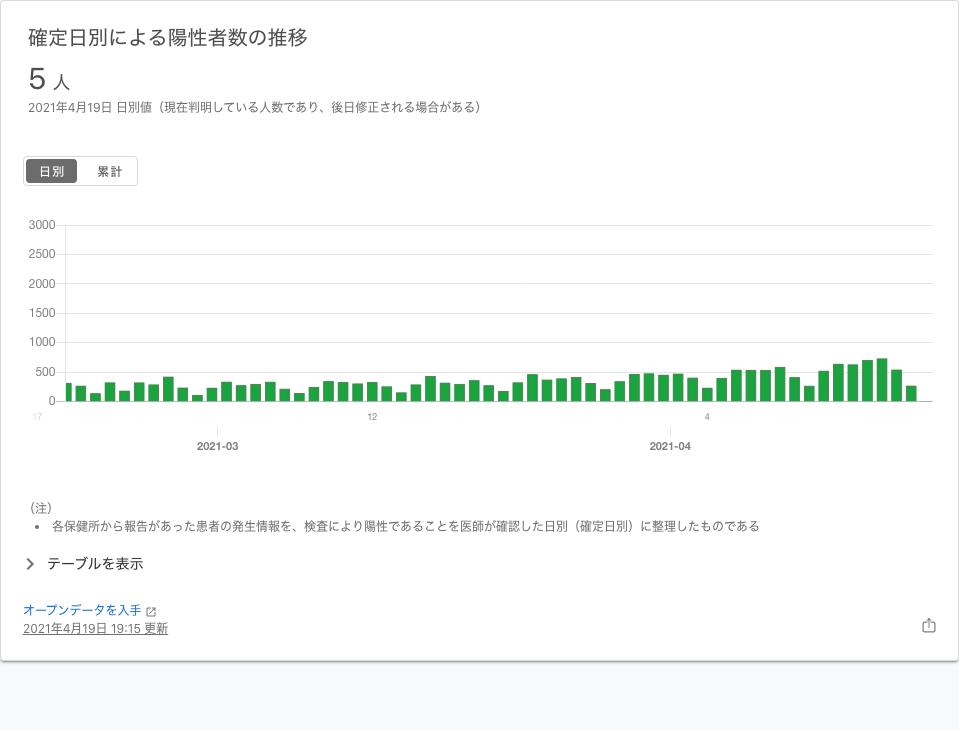 確定日別による陽性者数の推移
5 人
2021年4月19日 日別値（現在判明している人数であり、後日修正される場合がある）
日別 累計
3000
2500
2000
1500
1000
500
0
17 12 4
2021-03 2021-04
（注）
• 各保健所から報告があった患者の発生情報を、検査により陽性であることを医師が確認した日別（確定日別）に整理したものである
テーブルを表示
オープンデータを入手
2021年4月19日 19:15 更新